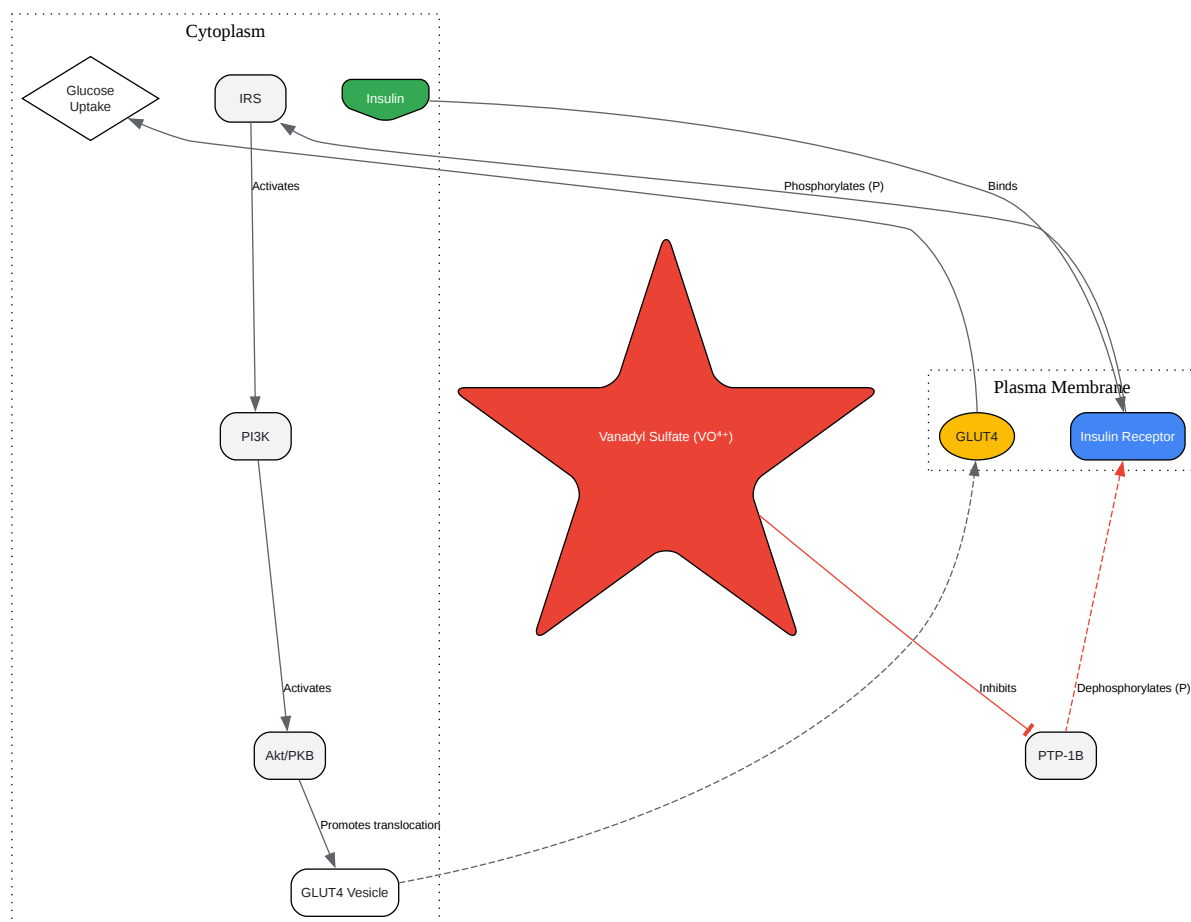 Cytoplasm
Glucose
Uptake
IRS
Insulin
Activates
Phosphorylates (P)
Binds
Plasma Membrane
PI3K
Vanadyl Sulfate (VO⁴⁺)
GLUT4
Insulin Receptor
Activates
Inhibits
Dephosphorylates (P)
Akt/PKB
PTP-1B
Promotes translocation
GLUT4 Vesicle